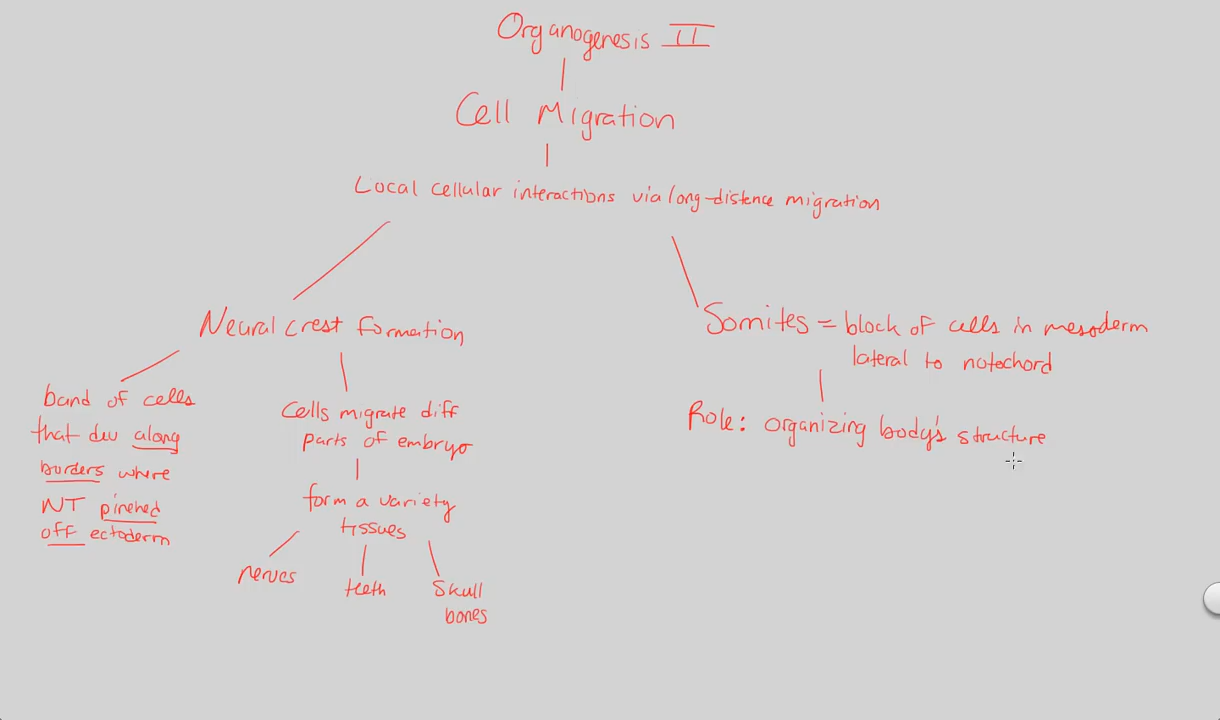 Organogenesis II
Cell Migration
Local cellular interactions via long-distence migration
Neural crest formation
band of cells
that dev along
borders where
NT pinched
off ectoderm
Cells migrate diff
parts of embryo
form a variety
tissues
nerves
teeth
Skull
bones
Somites = block of cells in mesoderm
lateral to notochord
Role: organizing body's structure